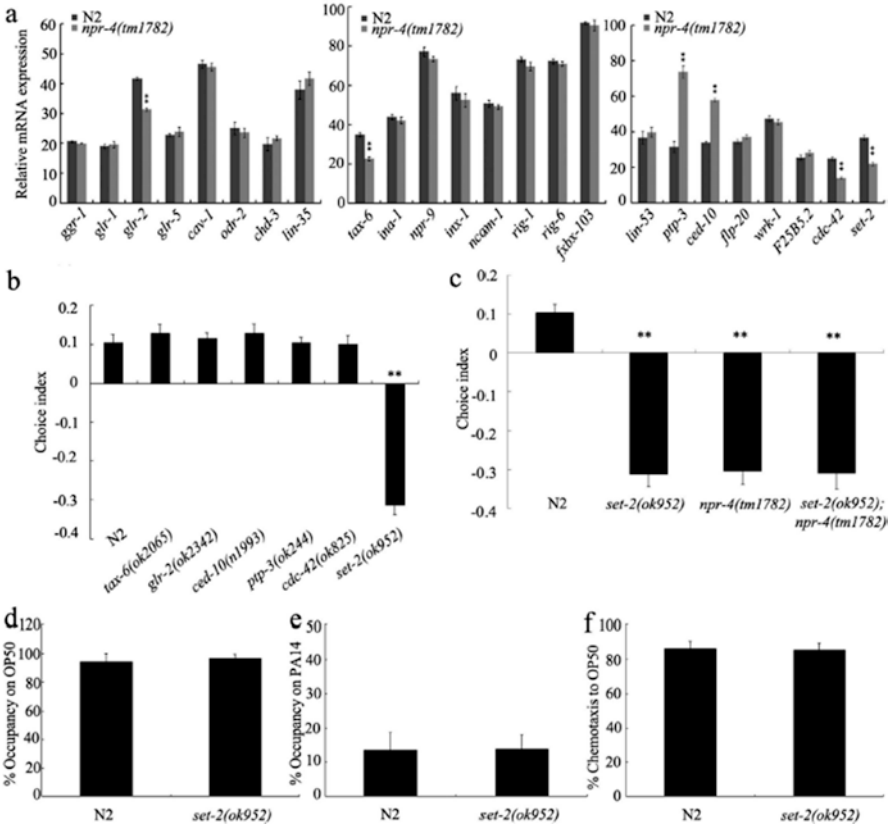 a
N2
npr-4(tm1782)
Relative mRNA expression
60
50
40
30
20
10
0
ggr-1
glr-1
glr-2
glr-5
cav-1
odr-2
chd-3
lin-35
**
N2
npr-4(tm1782)
100
80
60
40
20
0
**
tax-6
ina-1
npr-9
inx-1
ncam-1
rig-1
rig-6
fxbx-103
N2
npr-4(tm1782)
100
80
60
40
20
0
**
**
**
**
lin-53
ptp-3
ced-10
flp-20
wrk-1
F25B5.2
cdc-42
set-2
b
Choice index
0.2
0.1
0
-0.1
-0.2
-0.3
-0.4
**
N2
tax-6(ok2065)
glr-2(ok2342)
ced-10(n1993)
ptp-3(ok244)
cdc-42(ok825)
set-2(ok952)
c
Choice index
0.2
0.1
0
-0.1
-0.2
-0.3
-0.4
** ** **
N2 set-2(ok952) npr-4(tm1782) set-2(ok952);
npr-4(tm1782)
d
% Occupancy on OP50
120
100
80
60
40
20
0
N2 set-2(ok952)
e
% Occupancy on PA14
50
40
30
20
10
0
N2 set-2(ok952)
f
% Chemotaxis to OP50
100
80
60
40
20
0
N2 set-2(ok952)